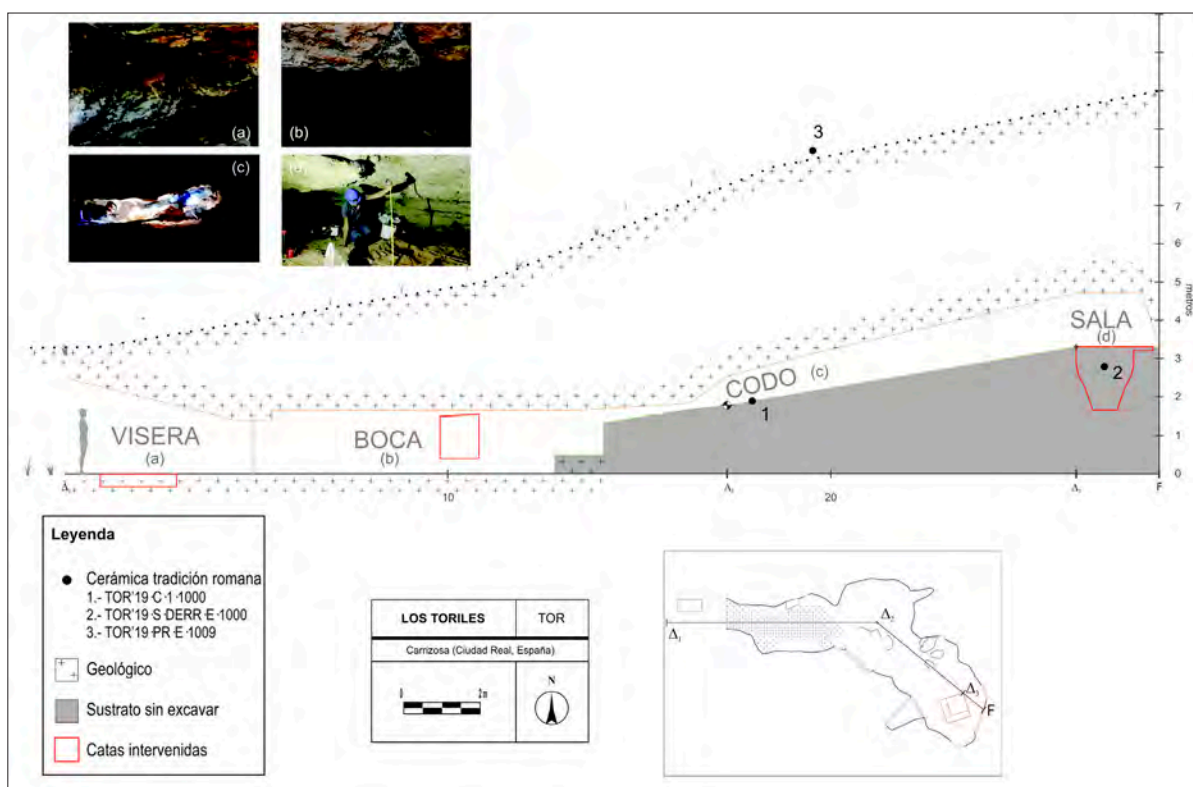 (a)
(b)
(c)
3
7
6
5
4
3
2
1
0
metros
SALA
(d)
2
CODO (c)
1
VISERA
(a)
BOCA
(b)
Δ₁
10
Δ₂
20
Δ₃
F
Leyenda
Cerámica tradición romana
1.- TOR'19·C·1·1000
2.- TOR'19·S·DERR·E·1000
3.- TOR'19·PR·E·1009
Geológico
Sustrato sin excavar
Catas intervenidas
LOS TORILES
TOR
Carrizosa (Ciudad Real, España)
0
2m
N
Δ₁
Δ₂
Δ₃
F